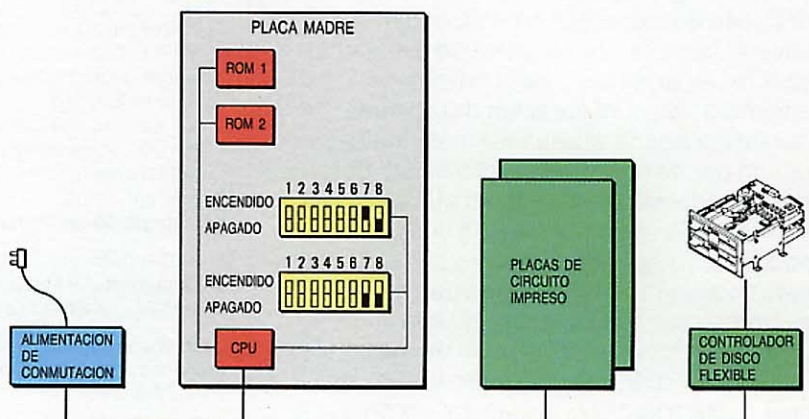 PLACA MADRE
ROM 1
ROM 2
1 2 3 4 5 6 7 8
ENCENDIDO
APAGADO
1 2 3 4 5 6 7 8
ENCENDIDO
APAGADO
CPU
ALIMENTACION
DE
CONMUTACION
PLACAS DE
CIRCUITO
IMPRESO
CONTROLADOR
DE DISCO
FLEXIBLE